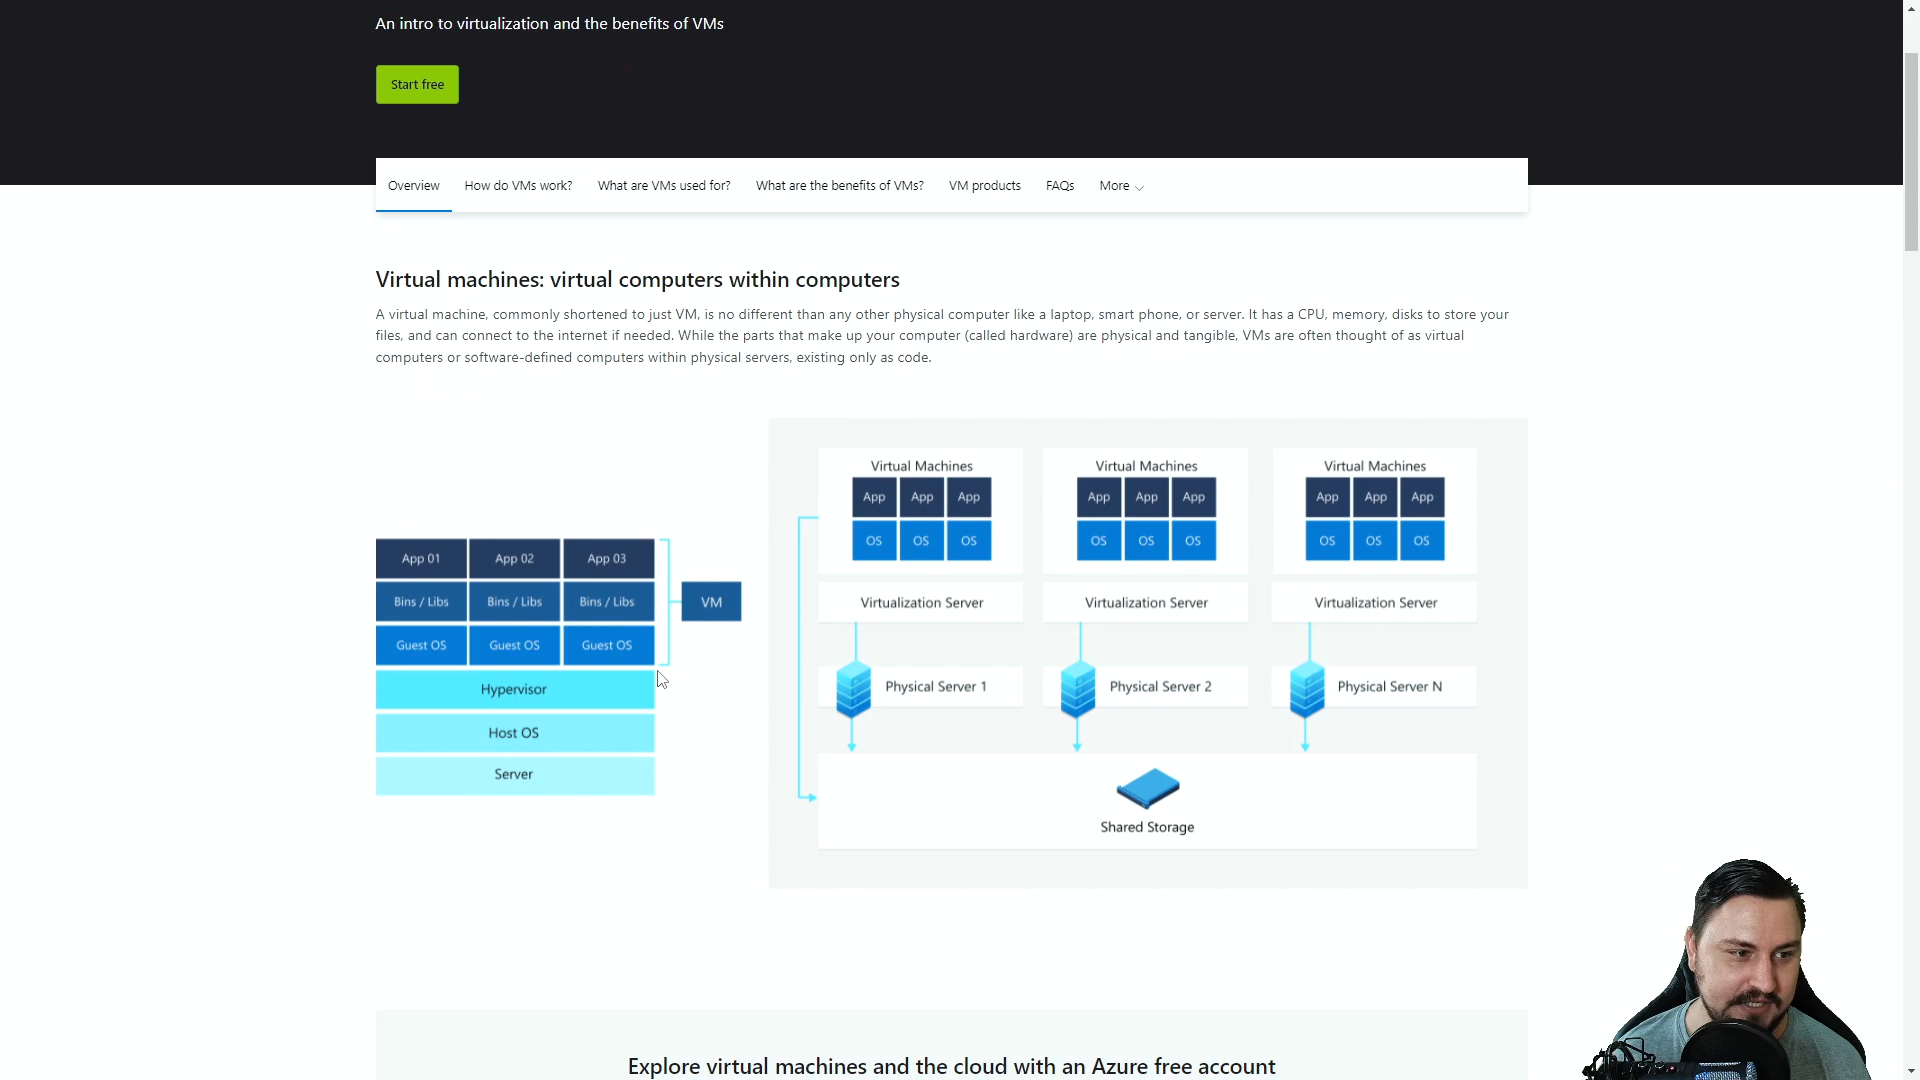 An intro to virtualization and the benefits of VMs
Start free
Overview How do VMs work? What are VMs used for? What are the benefits of VMs? VM products FAQs More
Virtual machines: virtual computers within computers
A virtual machine, commonly shortened to just VM, is no different than any other physical computer like a laptop, smart phone, or server. It has a CPU, memory, disks to store your
files, and can connect to the internet if needed. While the parts that make up your computer (called hardware) are physical and tangible, VMs are often thought of as virtual
computers or software-defined computers within physical servers, existing only as code.
App 01 App 02 App 03
Bins / Libs Bins / Libs Bins / Libs
VM
Guest OS Guest OS Guest OS
Hypervisor
Host OS
Server
Virtual Machines Virtual Machines Virtual Machines
App App App App App App App App App
OS OS OS OS OS OS OS OS OS
Virtualization Server Virtualization Server Virtualization Server
Physical Server 1 Physical Server 2 Physical Server N
Shared Storage
Explore virtual machines and the cloud with an Azure free account